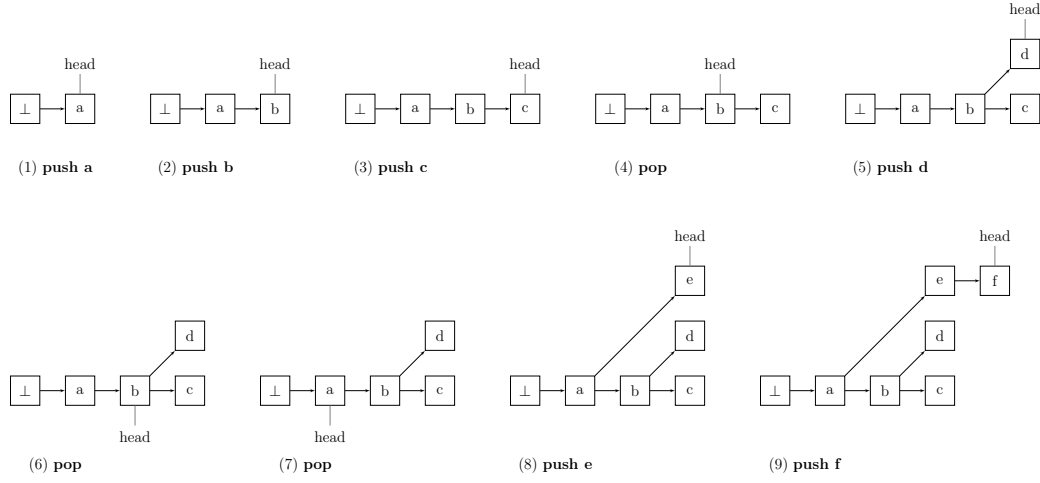 head
head
head
head
head
⊥ a
⊥ a b
⊥ a b c
⊥ a b c
d
⊥ a b c
(1) push a
(2) push b
(3) push c
(4) pop
(5) push d
head
head
e
e f
d
d
d
d
⊥ a b c
⊥ a b c
⊥ a b c
⊥ a b c
head
head
(6) pop
(7) pop
(8) push e
(9) push f